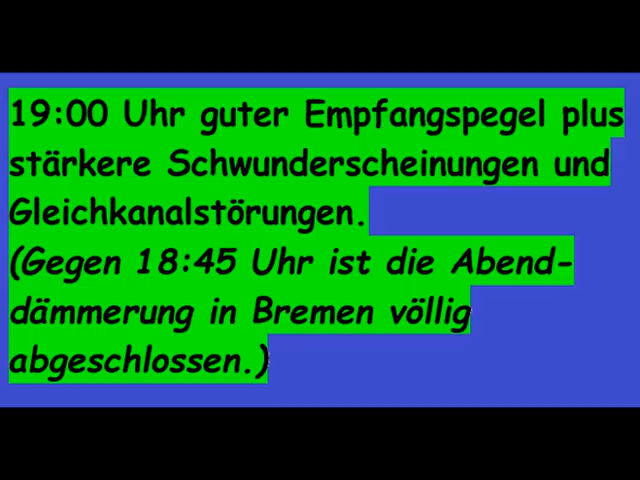 19:00 Uhr guter Empfangspegel plus
stärkere Schwunderscheinungen und
Gleichkanalstörungen.
(Gegen 18:45 Uhr ist die Abend-
dämmerung in Bremen völlig
abgeschlossen.)